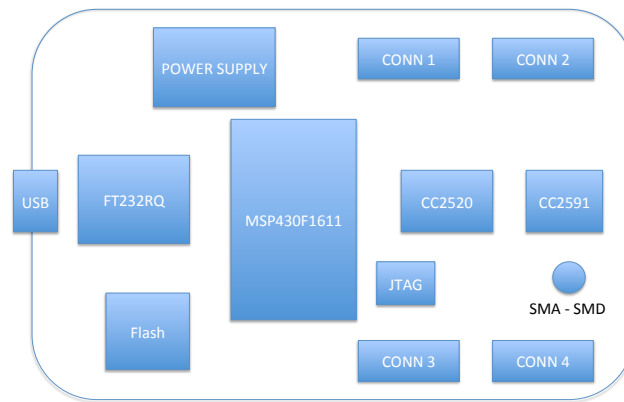 POWER SUPPLY
CONN 1
CONN 2
USB
FT232RQ
MSP430F1611
CC2520
CC2591
JTAG
SMA - SMD
Flash
CONN 3
CONN 4